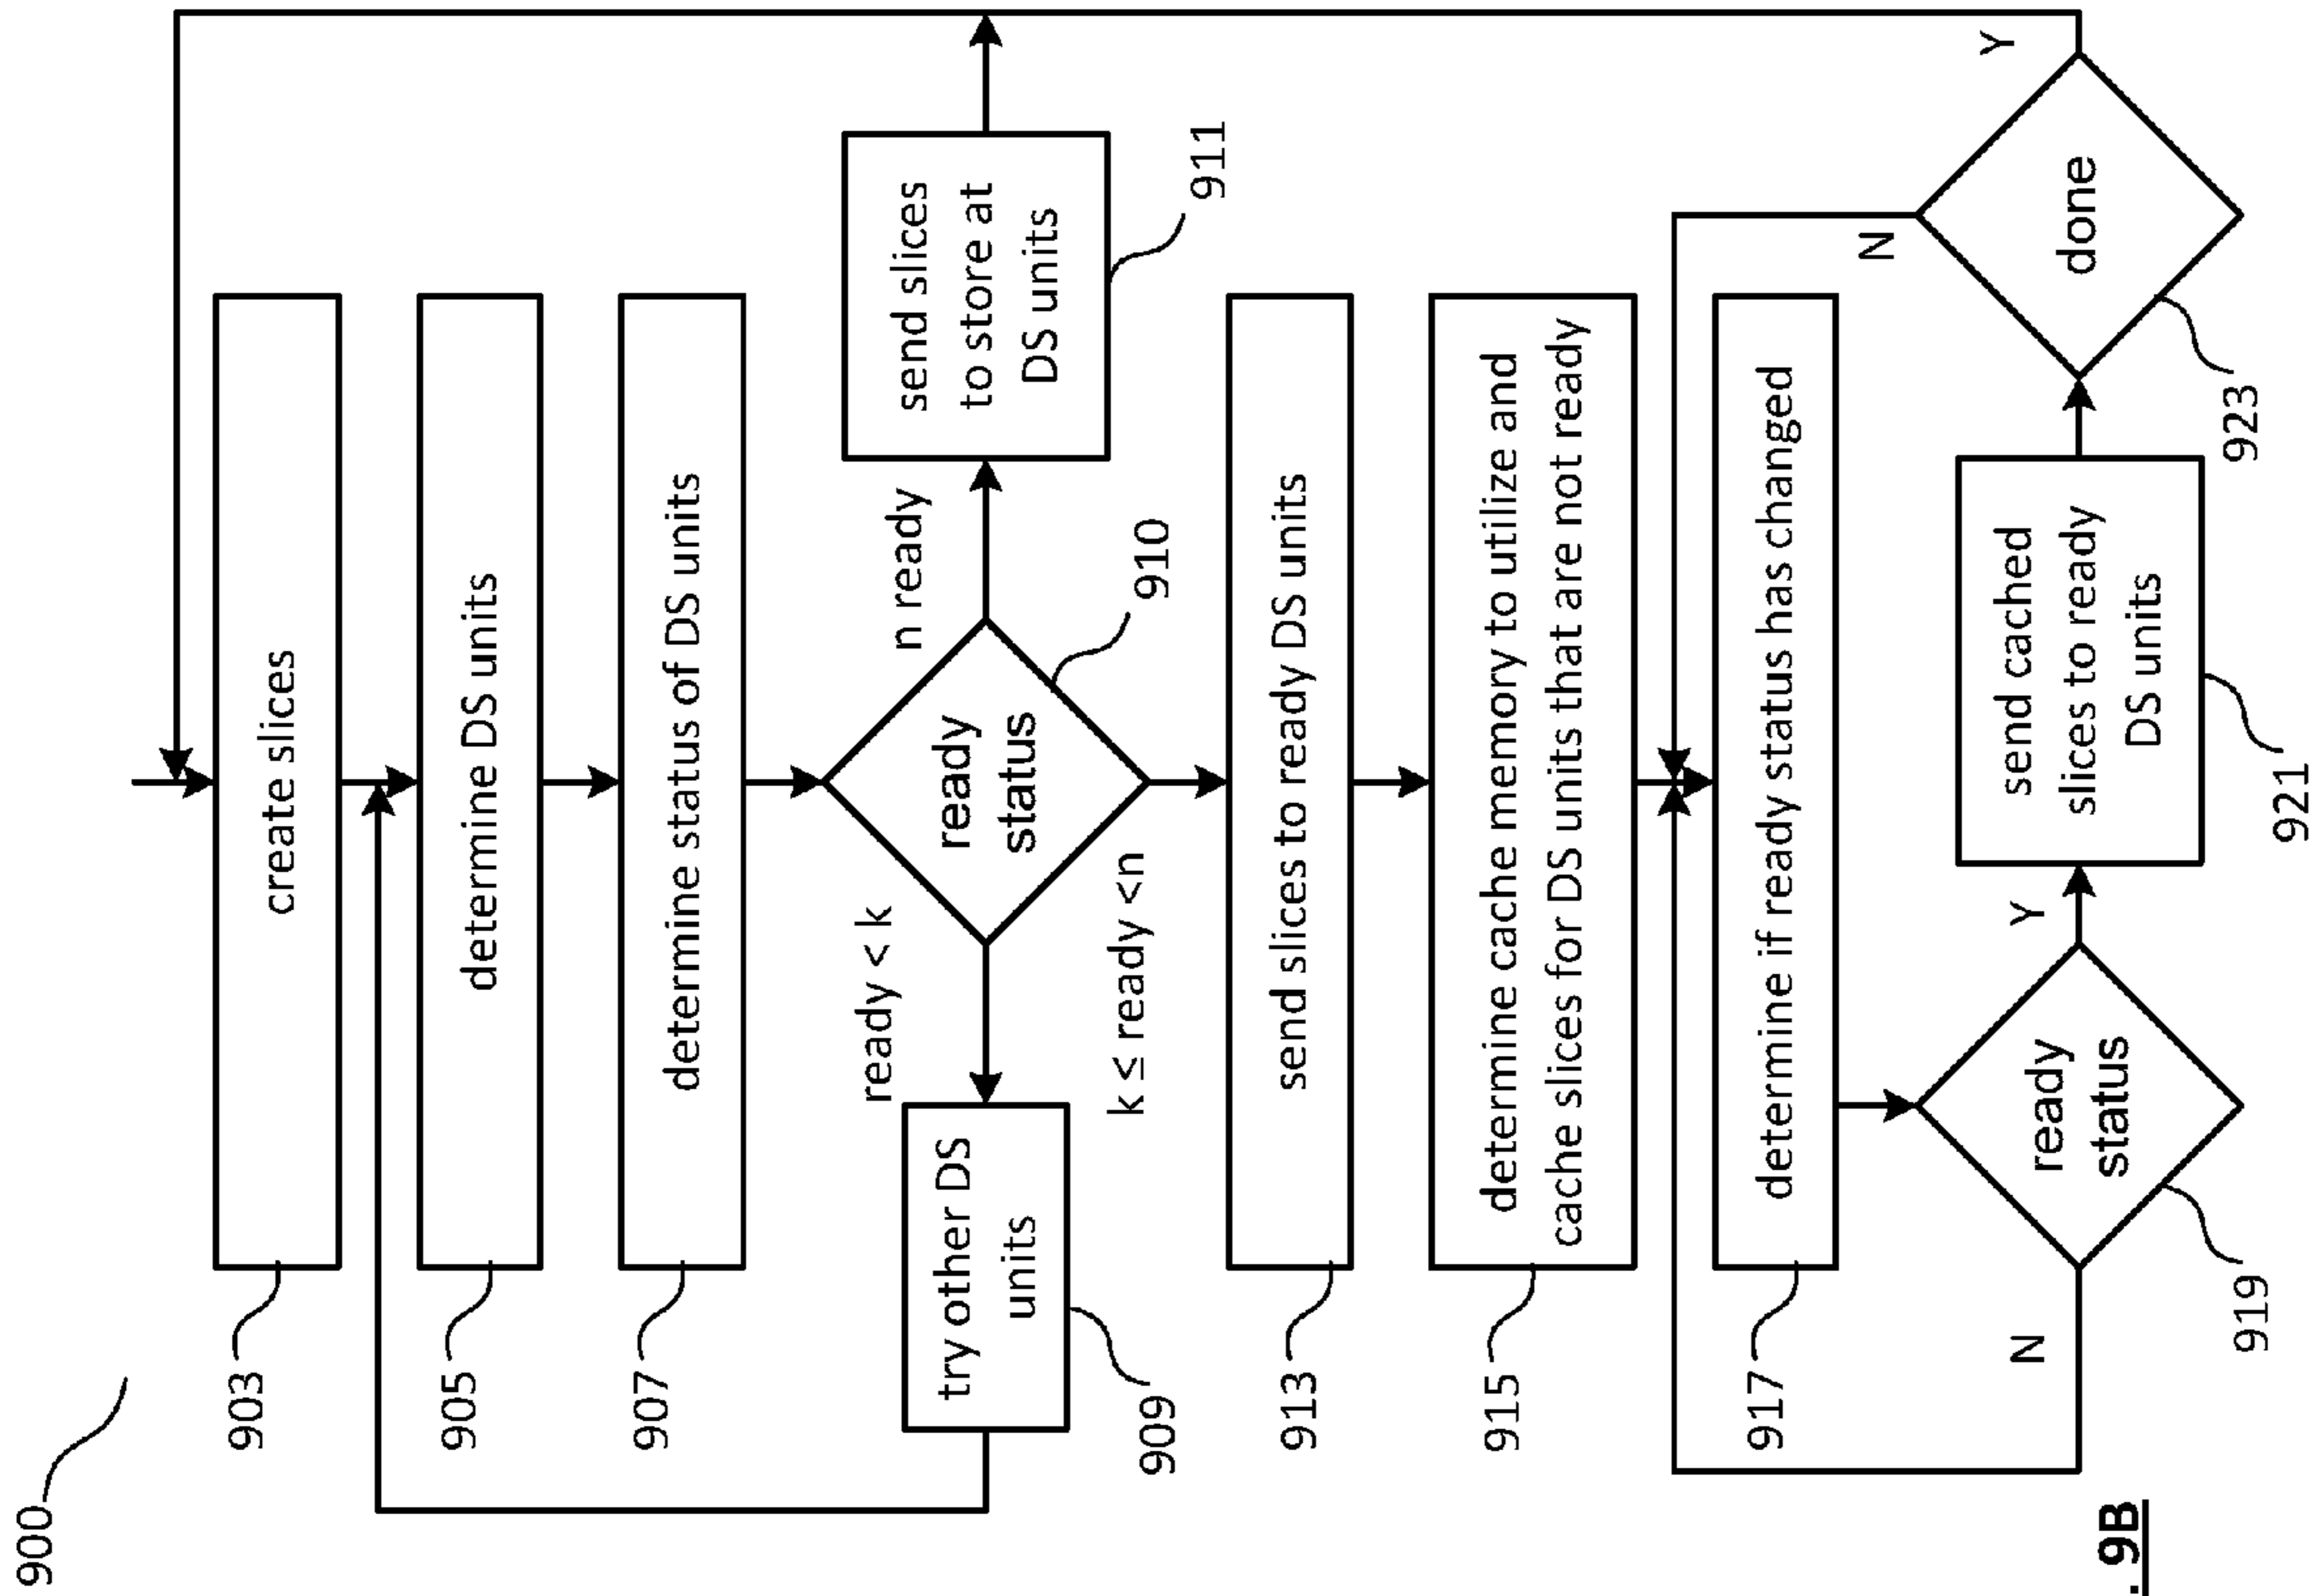 900
903
create slices
905
determine DS units
907
determine status of DS units
ready < k
n ready
ready
status
910
try other DS
units
909
send slices
to store at
DS units
911
k ≤ ready <n
913
send slices to ready DS units
915
determine cache memory to utilize and
cache slices for DS units that are not ready
917
determine if ready status has changed
N
ready
status
919
Y
send cached
slices to ready
DS units
921
N
done
923
Y
. 9B